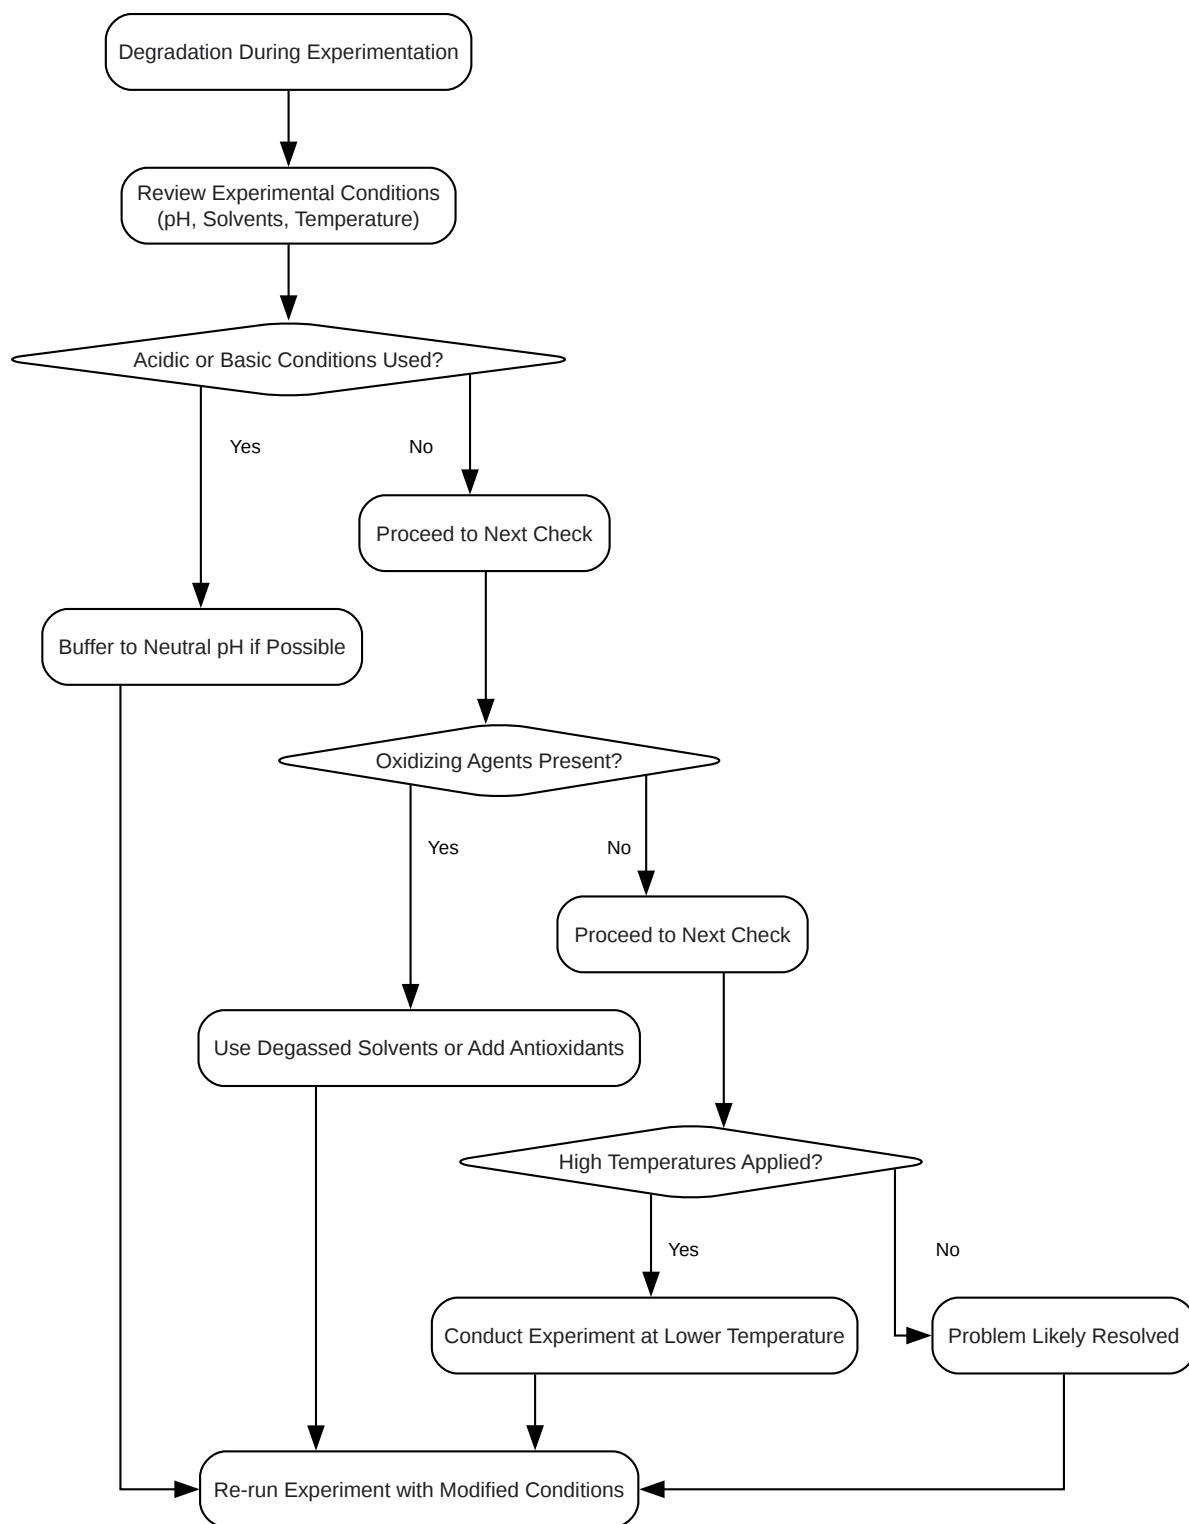 Degradation During Experimentation
Review Experimental Conditions
(pH, Solvents, Temperature)
Acidic or Basic Conditions Used?
Yes
No
Proceed to Next Check
Buffer to Neutral pH if Possible
Oxidizing Agents Present?
Yes
No
Proceed to Next Check
Use Degassed Solvents or Add Antioxidants
High Temperatures Applied?
Yes
No
Conduct Experiment at Lower Temperature
Problem Likely Resolved
Re-run Experiment with Modified Conditions